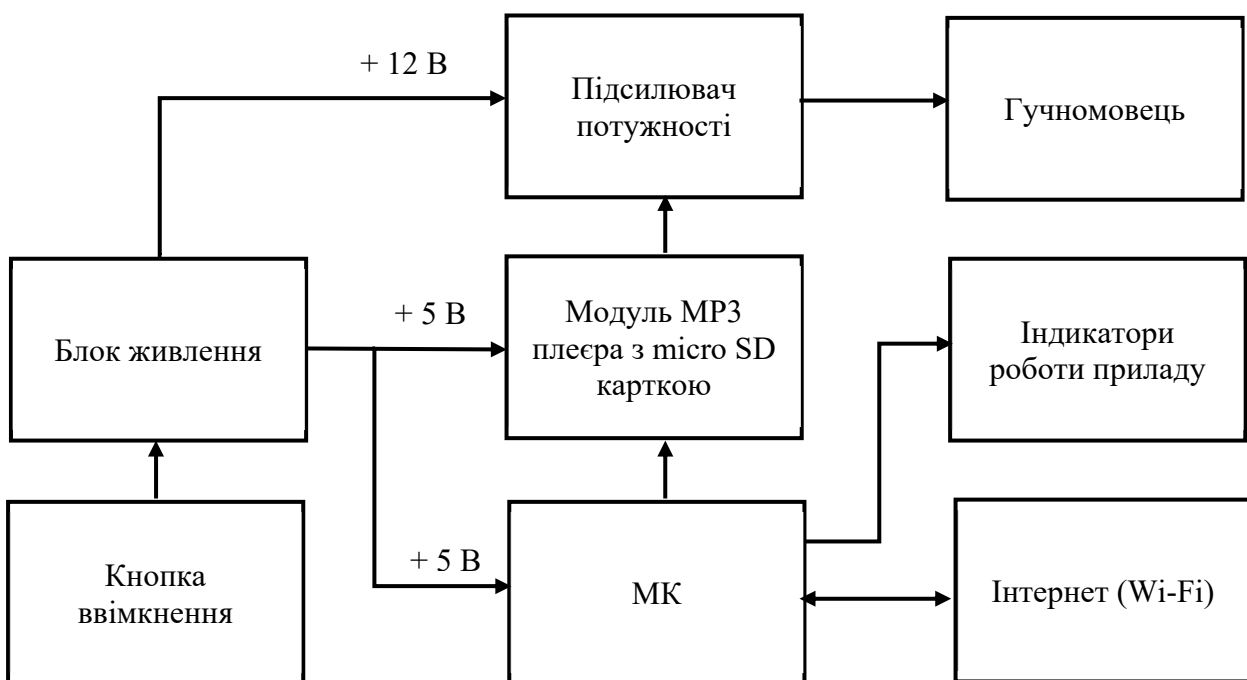 + 12 В
Підсилювач
потужності
Гучномовець
Блок живлення
+ 5 В
Модуль МР3
плеєра з micro SD
карткою
Індикатори
роботи приладу
Кнопка
ввімкнення
+ 5 В
МК
Інтернет (Wi-Fi)